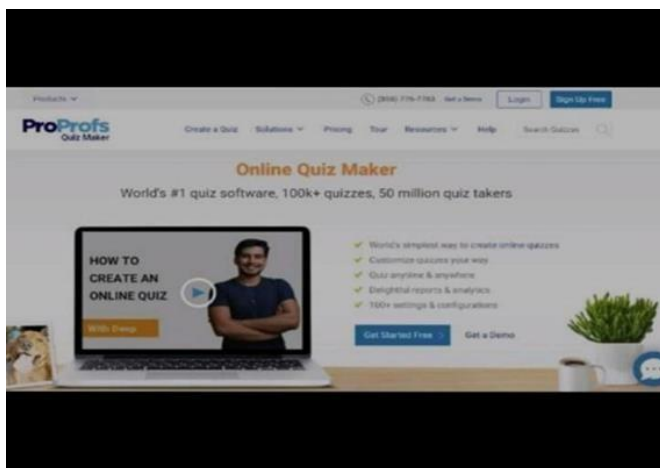 Products
(855) 776-7763 Get a Demo Login Sign Up Free
ProProfs
Quiz Maker
Create a Quiz Solutions Pricing Tour Resources Help Search Quizzes
Online Quiz Maker
World's #1 quiz software, 100k+ quizzes, 50 million quiz takers
HOW TO
CREATE AN
ONLINE QUIZ
With Deep
World's simplest way to create online quizzes
Customize quizzes your way
Quiz anytime & anywhere
Delightful reports & analytics
100+ settings & configurations
Get Started Free
Get a Demo